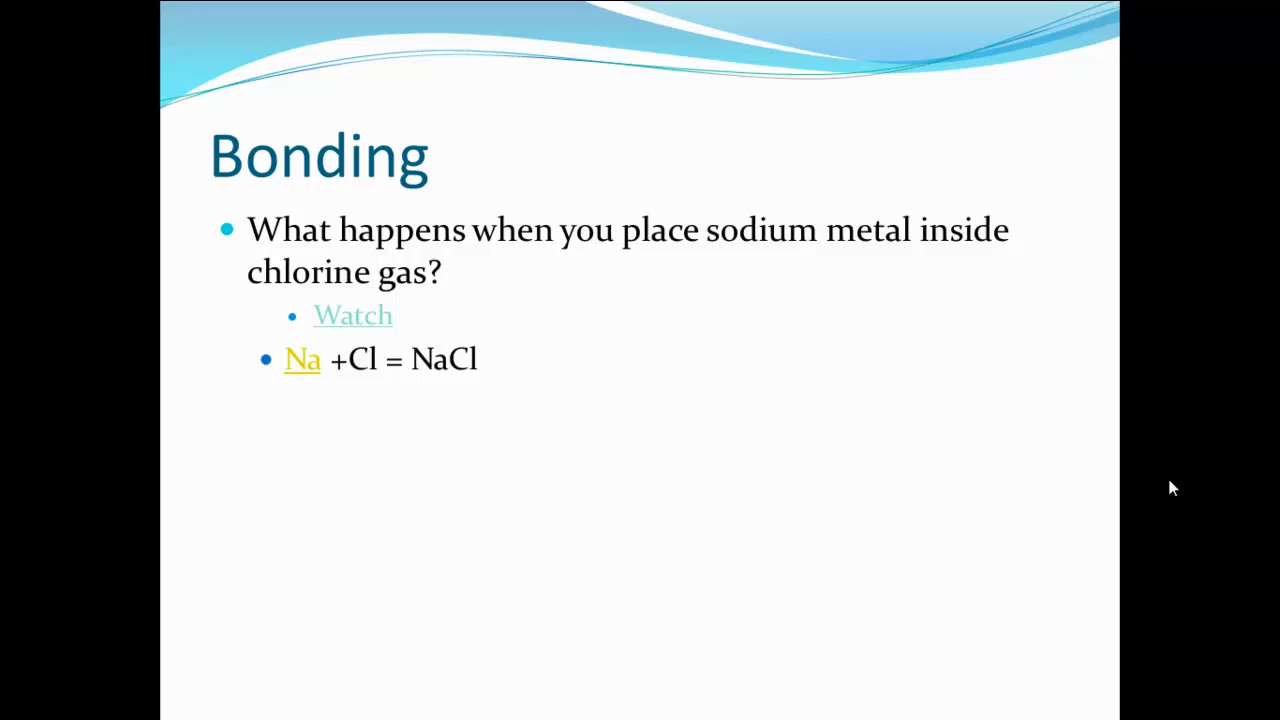 Bonding
What happens when you place sodium metal inside
chlorine gas?
Watch
Na +Cl = NaCl